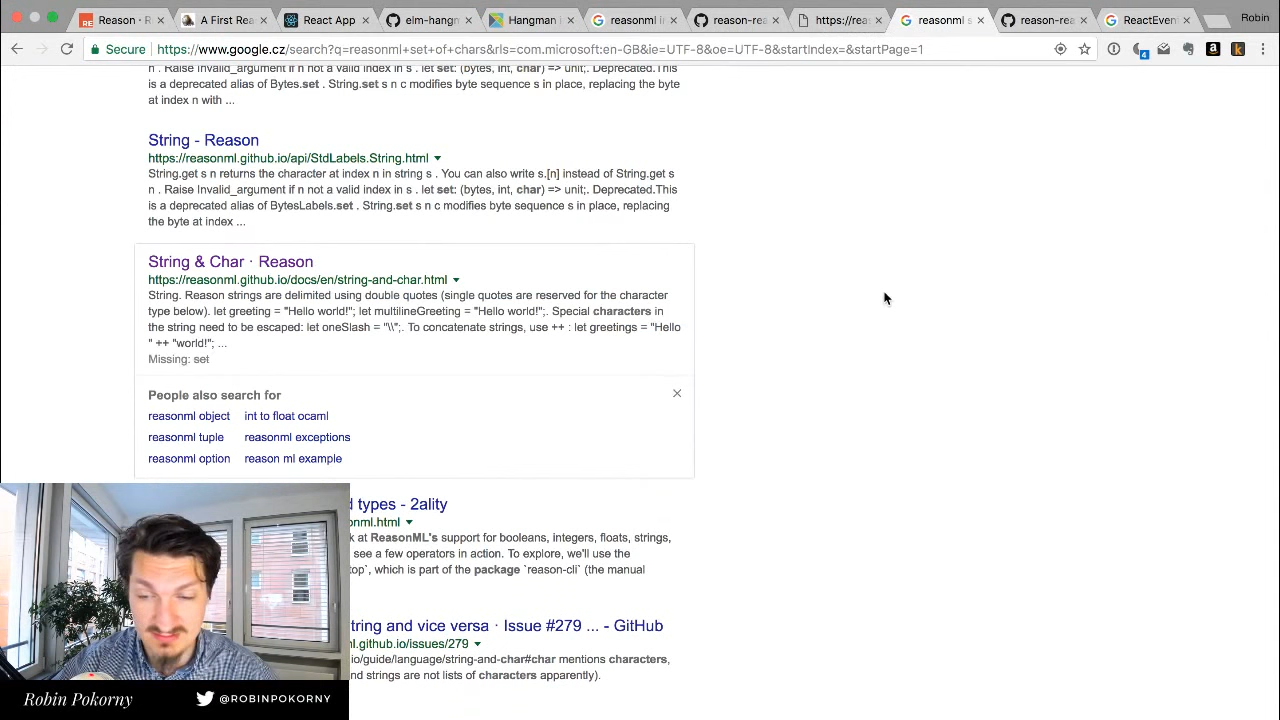 Reason ·
A First Rea
React App
elm-hang
Hangman
reasonml in
reason-rea
https://rea
reasonml s
reason-rea
ReactEven
Robin
Secure
https://www.google.cz/search?q=reasonml+set+of+chars&rls=com.microsoft:en-GB&ie=UTF-8&oe=UTF-8&startIndex=&startPage=1
4
n . Raise Invalid_argument if n not a valid index in s . let set: (bytes, int, char) => unit;. Deprecated.This
is a deprecated alias of Bytes.set . String.set s n c modifies byte sequence s in place, replacing the byte
at index n with ...
String - Reason
https://reasonml.github.io/api/StdLabels.String.html
String.get s n returns the character at index n in string s . You can also write s.[n] instead of String.get s
n . Raise Invalid_argument if n not a valid index in s . let set: (bytes, int, char) => unit;. Deprecated.This
is a deprecated alias of BytesLabels.set . String.set s n c modifies byte sequence s in place, replacing
the byte at index ...
String & Char · Reason
https://reasonml.github.io/docs/en/string-and-char.html
String. Reason strings are delimited using double quotes (single quotes are reserved for the character
type below). let greeting = "Hello world!"; let multilineGreeting = "Hello world!";. Special characters in
the string need to be escaped: let oneSlash = "\\";. To concatenate strings, use ++ : let greetings = "Hello
" ++ "world!"; ...
Missing: set
People also search for
reasonml object int to float ocaml
reasonml tuple reasonml exceptions
reasonml option reason ml example
d types - 2ality
onml.html
k at ReasonML's support for booleans, integers, floats, strings,
see a few operators in action. To explore, we'll use the
op`, which is part of the package `reason-cli` (the manual
tring and vice versa · Issue #279 ... - GitHub
ml.github.io/issues/279
io/guide/language/string-and-char#char mentions characters,
nd strings are not lists of characters apparently).
Robin Pokorny
@ROBINPOKORNY